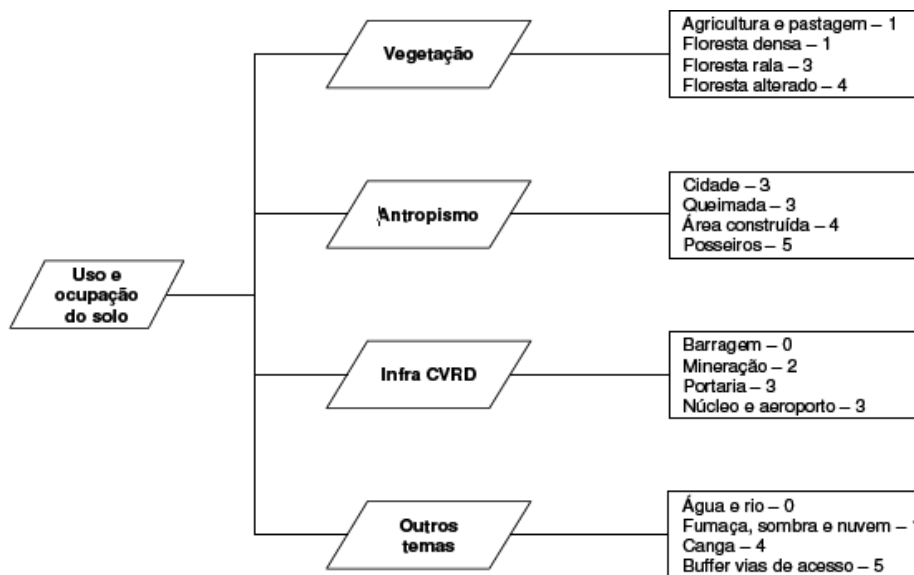 Vegetação
Agricultura e pastagem – 1
Floresta densa – 1
Floresta rala – 3
Floresta alterado – 4
Antropismo
Cidade – 3
Queimada – 3
Área construída – 4
Posseiros – 5
Uso e
ocupação
do solo
Infra CVRD
Barragem – 0
Mineração – 2
Portaria – 3
Núcleo e aeroporto – 3
Outros
temas
Água e rio – 0
Fumaça, sombra e nuvem –
Canga – 4
Buffer vias de acesso – 5